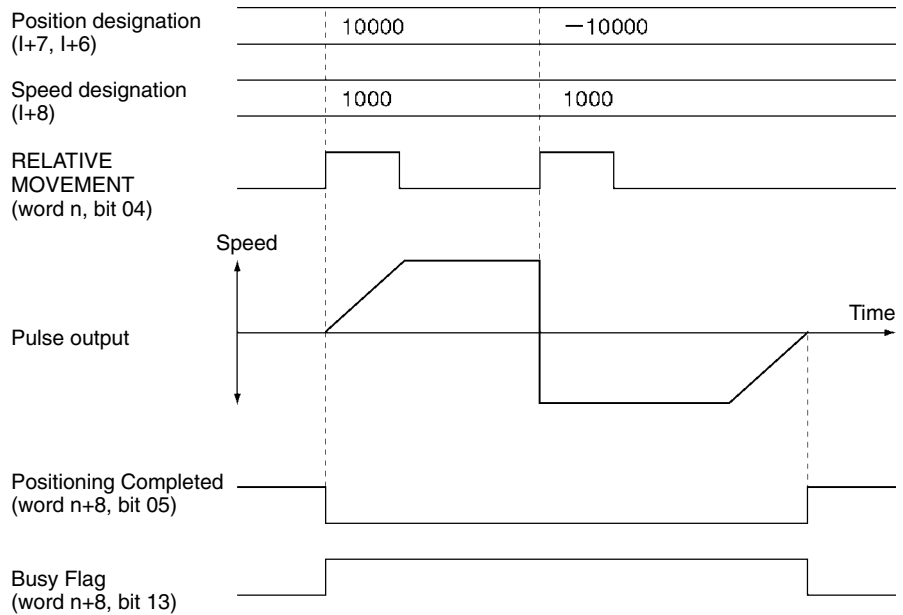 Position designation
(I+7, I+6)
10000
−10000
Speed designation
(I+8)
1000
1000
RELATIVE
MOVEMENT
(word n, bit 04)
Speed
Time
Pulse output
Positioning Completed
(word n+8, bit 05)
Busy Flag
(word n+8, bit 13)